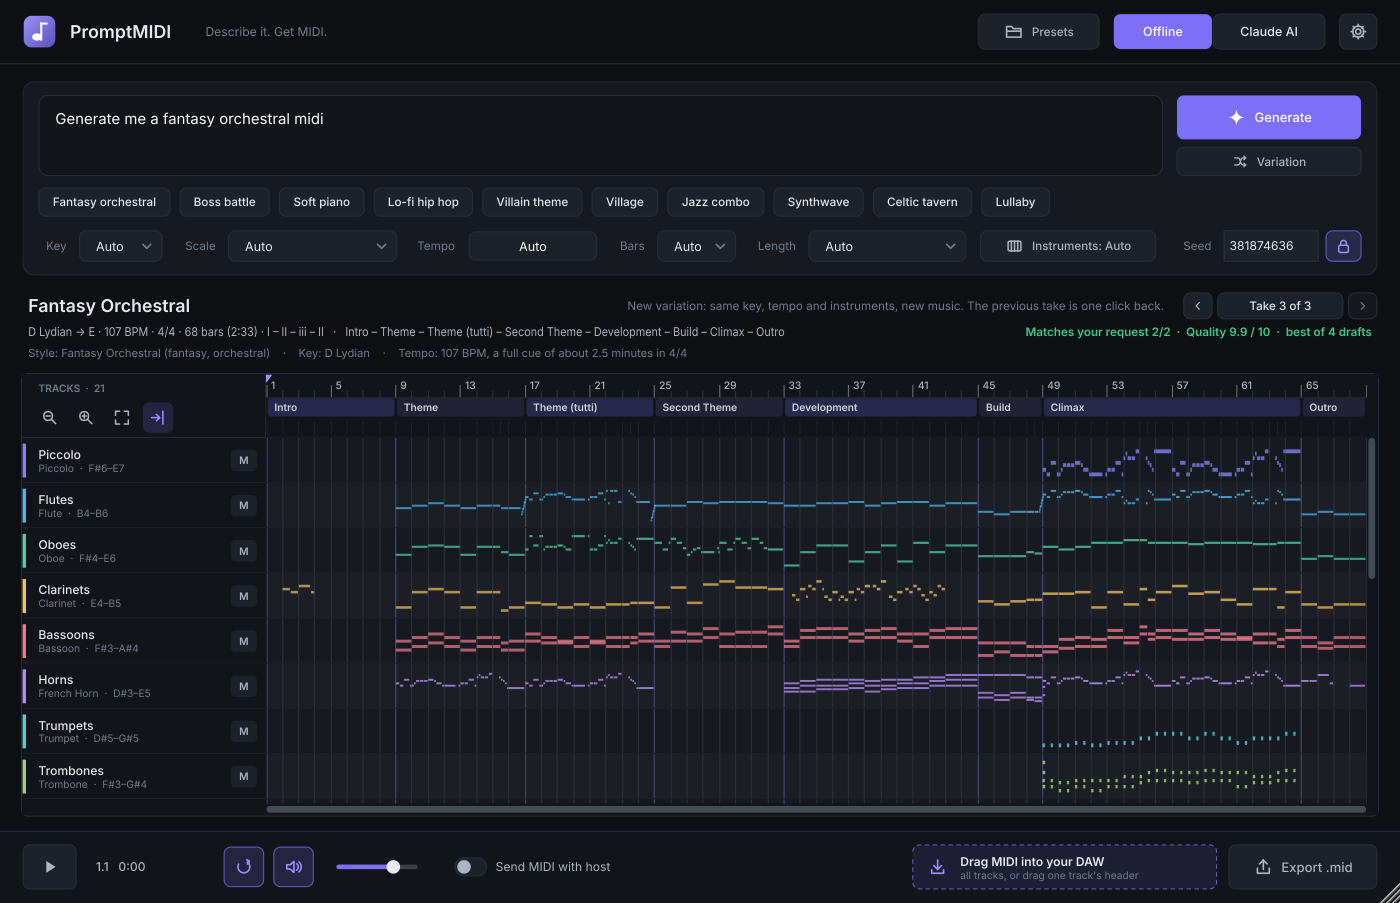 PromptMIDI Describe it. Get MIDI. Presets Offline Claude AI
Generate me a fantasy orchestral midi
Generate
Variation
Fantasy orchestral Boss battle Soft piano Lo-fi hip hop Villain theme Village Jazz combo Synthwave Celtic tavern Lullaby
Key Auto Scale Auto Tempo Auto Bars Auto Length Auto Instruments: Auto Seed 381874636
Fantasy Orchestral New variation: same key, tempo and instruments, new music. The previous take is one click back. Take 3 of 3
D Lydian → E · 107 BPM · 4/4 · 68 bars (2:33) · I – II – iii – II · Intro – Theme – Theme (tutti) – Second Theme – Development – Build – Climax – Outro Matches your request 2/2 · Quality 9.9 / 10 · best of 4 drafts
Style: Fantasy Orchestral (fantasy, orchestral) · Key: D Lydian · Tempo: 107 BPM, a full cue of about 2.5 minutes in 4/4
TRACKS · 21 1 5 9 13 17 21 25 29 33 37 41 45 49 53 57 61 65
Intro Theme Theme (tutti) Second Theme Development Build Climax Outro
Piccolo M
Piccolo · F#6–E7
Flutes M
Flute · B4–B6
Oboes M
Oboe · F#4–E6
Clarinets M
Clarinet · E4–B5
Bassoons M
Bassoon · F#3–A#4
Horns M
French Horn · D#3–E5
Trumpets M
Trumpet · D#5–G#5
Trombones M
Trombone · F#3–G#4
1.1 0:00 Send MIDI with host Drag MIDI into your DAW Export .mid
all tracks, or drag one track's header